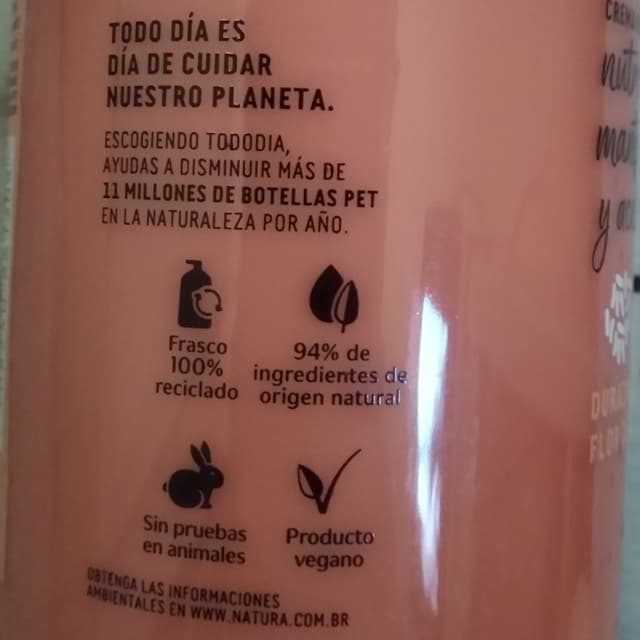 TODO DÍA ES
DÍA DE CUIDAR
NUESTRO PLANETA.
ESCOGIENDO TODODIA,
AYUDAS A DISMINUIR MÁS DE
11 MILLONES DE BOTELLAS PET
EN LA NATURALEZA POR AÑO.
Frasco
100%
reciclado
94% de
ingredientes de
origen natural
Sin pruebas
en animales
Producto
vegano
OBTENGA LAS INFORMACIONES
AMBIENTALES EN WWW.NATURA.COM.BR
y